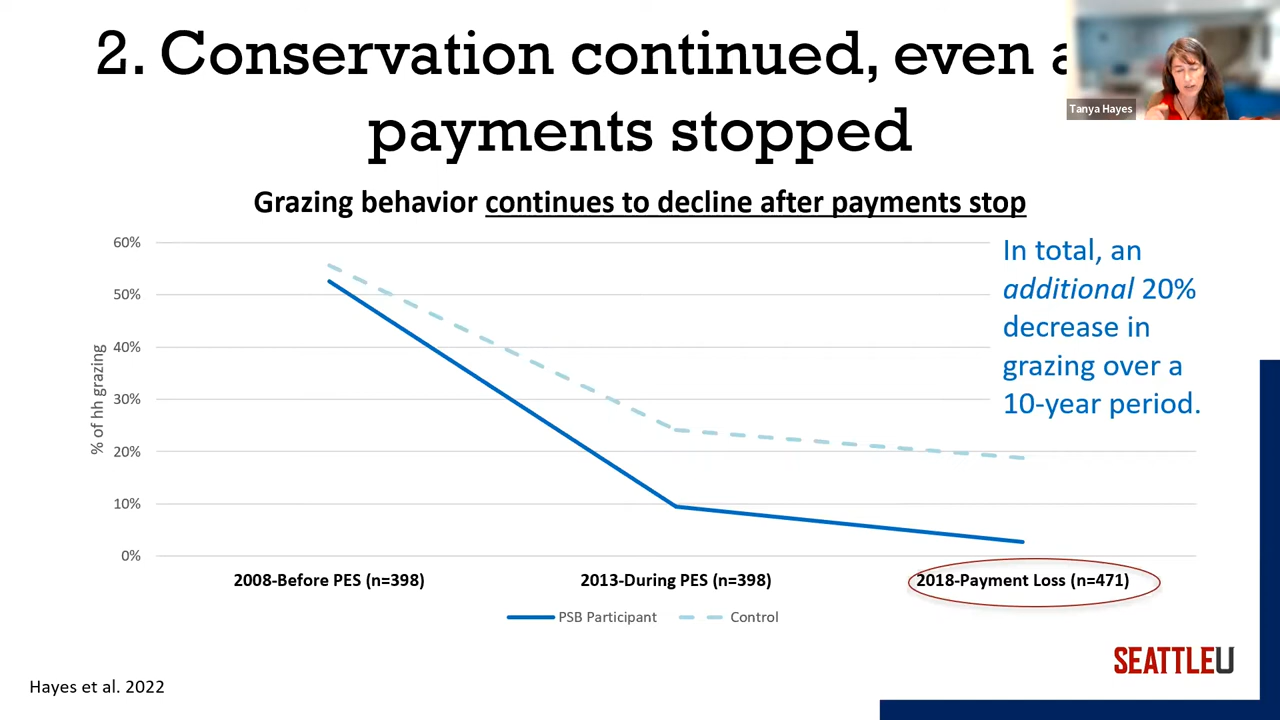 2. Conservation continued, even
payments stopped
Tanya Hayes
Grazing behavior continues to decline after payments stop
60%
50%
40%
30%
20%
10%
0%
% of hh grazing
In total, an
additional 20%
decrease in
grazing over a
10-year period.
2008-Before PES (n=398)
2013-During PES (n=398)
2018-Payment Loss (n=471)
PSB Participant
Control
SEATTLEU
Hayes et al. 2022